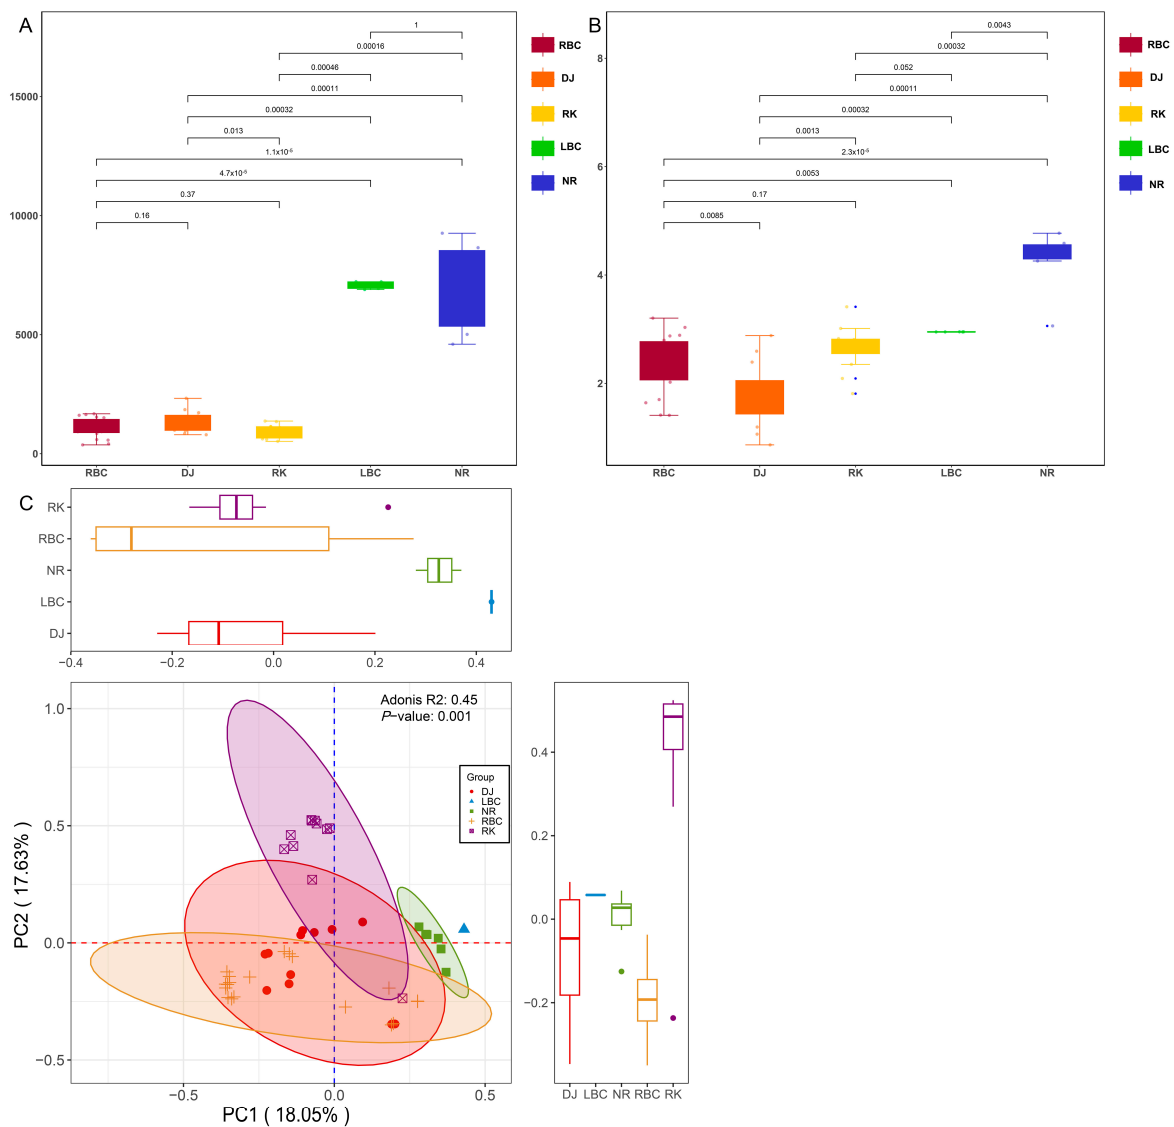 A
1
0.00016
0.00046
0.00011
0.00032
0.013
1.1x10-5
4.7x10-5
0.37
0.16
15000
10000
5000
0
RBC
DJ
RK
LBC
NR
RBC
DJ
RK
LBC
NR
B
0.0043
0.00032
0.052
0.00011
0.00032
0.0013
2.3x10-5
0.0053
0.17
0.0085
8
6
4
2
RBC
DJ
RK
LBC
NR
RBC
DJ
RK
LBC
NR
C
RK
RBC
NR
LBC
DJ
−0.4
−0.2
0.0
0.2
0.4
Adonis R2: 0.45
P−value: 0.001
Group
DJ
LBC
NR
RBC
RK
1.0
0.5
0.0
−0.5
PC2 ( 17.63% )
−0.5
0.0
0.5
PC1 ( 18.05% )
0.4
0.2
0.0
−0.2
DJ
LBC
NR
RBC
RK